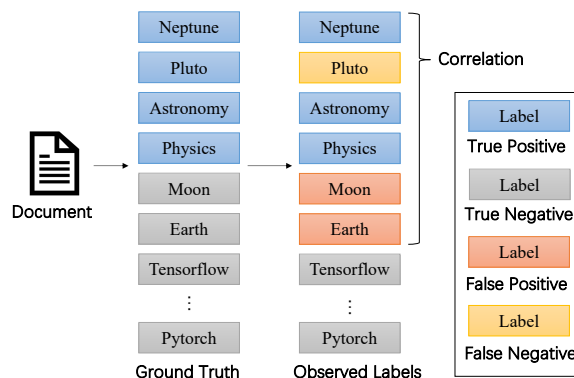 Neptune
Pluto
Astronomy
Physics
Moon
Earth
Tensorflow
⋮
Pytorch
Ground Truth
Document
Neptune
Pluto
Astronomy
Physics
Moon
Earth
Tensorflow
⋮
Pytorch
Observed Labels
Correlation
Label
True Positive
Label
True Negative
Label
False Positive
Label
False Negative